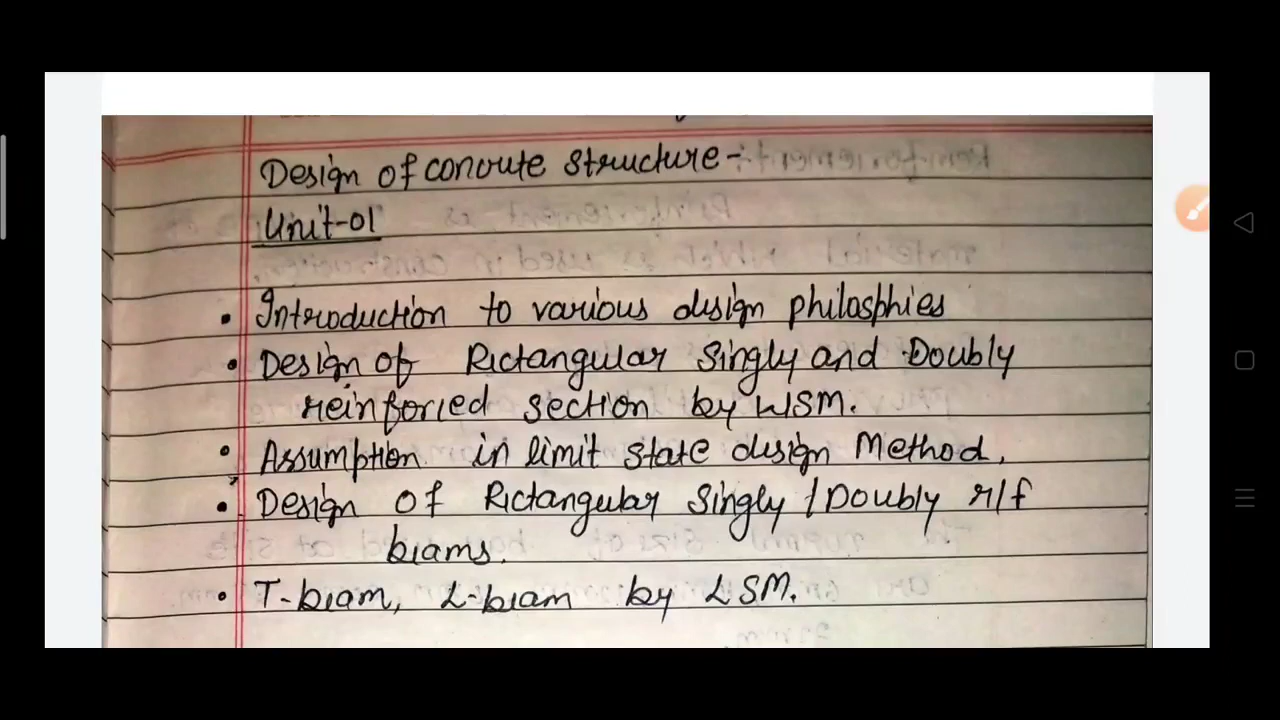 Design of concrete structure -
Unit-01
• Introduction to various design philosphies
• Design of Rectangular Singly and Doubly
reinforced section by WSM.
• Assumption in limit state design Method.
• Design of Rectangular Singly / Doubly r/f
beams.
• T-beam, L-beam by LSM.